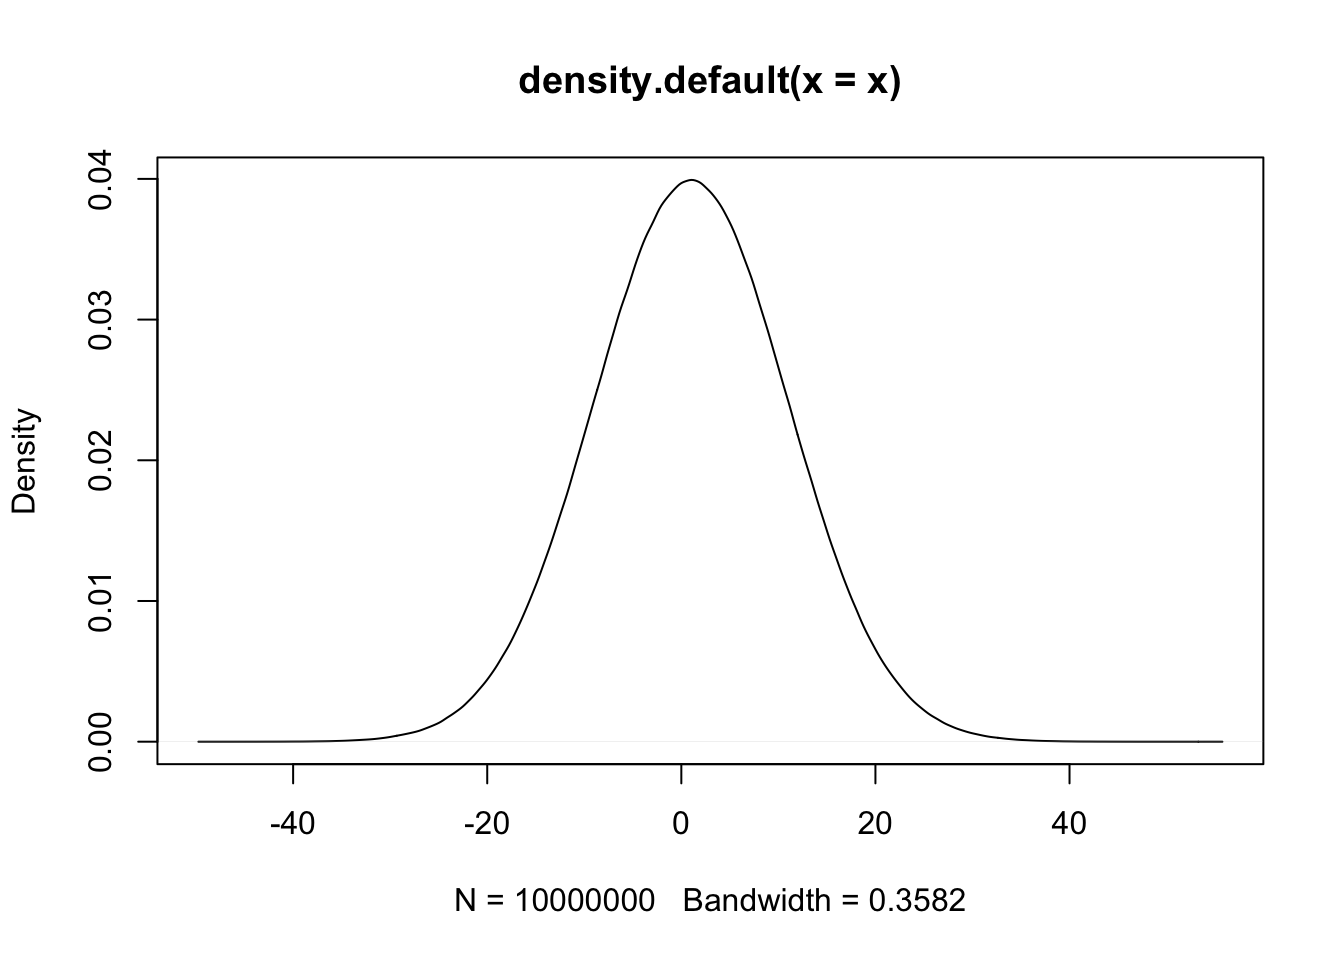 density.default(x = x)
Density
0.04
0.03
0.02
0.01
0.00
-40 -20 0 20 40
N = 10000000 Bandwidth = 0.3582